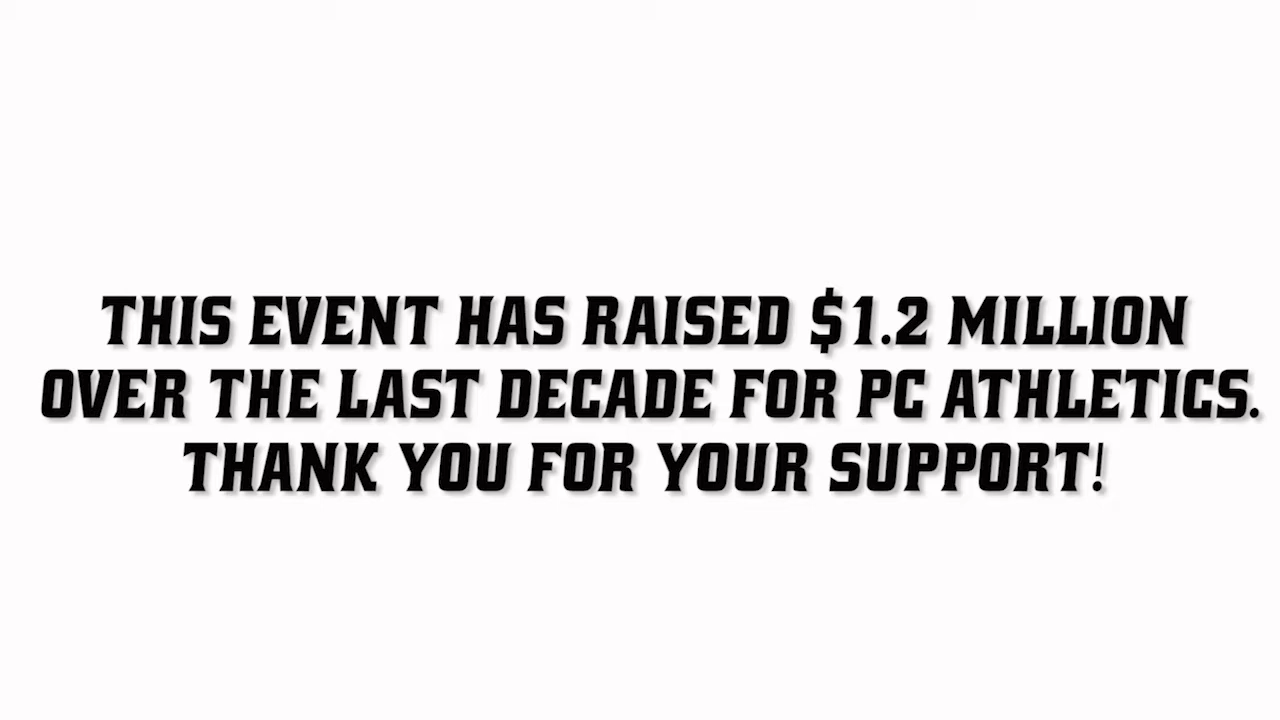 THIS EVENT HAS RAISED $1.2 MILLION
OVER THE LAST DECADE FOR PC ATHLETICS.
THANK YOU FOR YOUR SUPPORT!